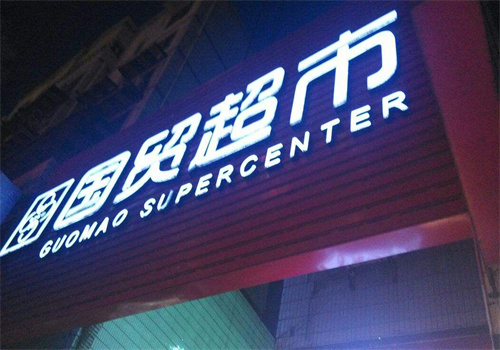 国贸超市
GUOMAO SUPERCENTER